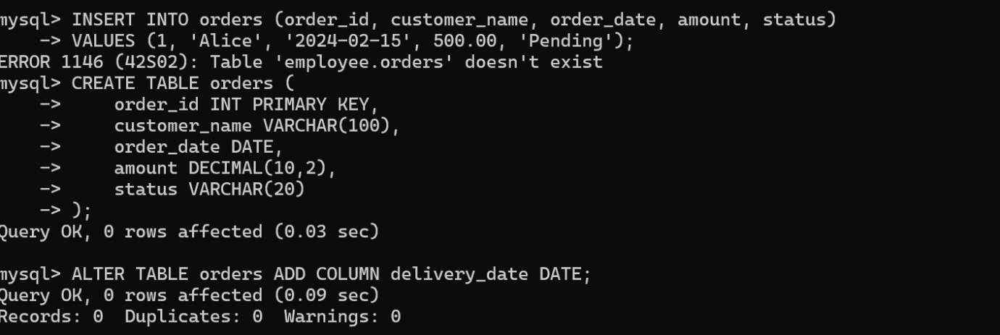 mysql> INSERT INTO orders (order_id, customer_name, order_date, amount, status)
    -> VALUES (1, 'Alice', '2024-02-15', 500.00, 'Pending');
ERROR 1146 (42S02): Table 'employee.orders' doesn't exist
mysql> CREATE TABLE orders (
    ->     order_id INT PRIMARY KEY,
    ->     customer_name VARCHAR(100),
    ->     order_date DATE,
    ->     amount DECIMAL(10,2),
    ->     status VARCHAR(20)
    -> );
Query OK, 0 rows affected (0.03 sec)

mysql> ALTER TABLE orders ADD COLUMN delivery_date DATE;
Query OK, 0 rows affected (0.09 sec)
Records: 0  Duplicates: 0  Warnings: 0